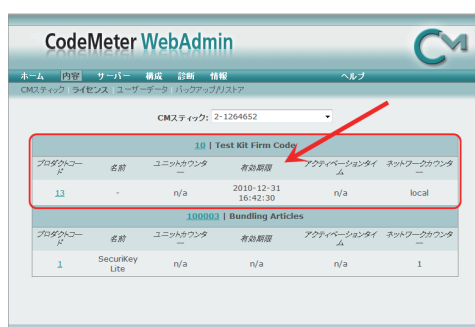 CodeMeter WebAdmin
ホーム 内容 サーバー 構成 診断 情報 ヘルプ
CMスティック | ライセンス | ユーザーデータ | バックアップ/リストア
CMスティック: 2-1264652
10 | Test Kit Firm Code
プロダクトコード 名前 ユニットカウンター 有効期限 アクティベーションタイム ネットワークカウンター
13 - n/a 2010-12-31 16:42:30 n/a local
100003 | Bundling Articles
プロダクトコード 名前 ユニットカウンター 有効期限 アクティベーションタイム ネットワークカウンター
1 SecuriKey Lite n/a n/a n/a 1